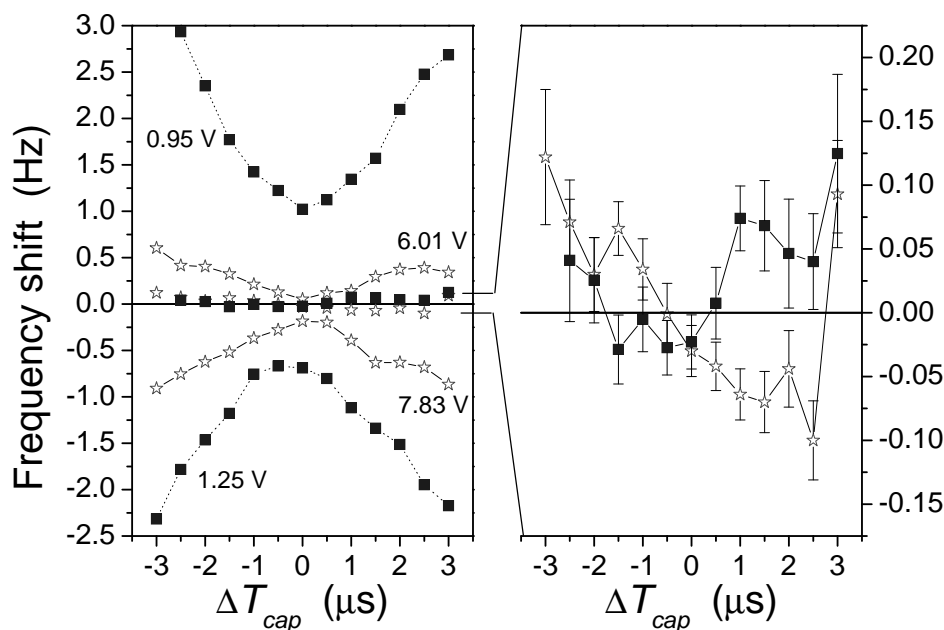 Frequency shift (Hz)
3.0
2.5
2.0
1.5
1.0
0.5
0.0
-0.5
-1.0
-1.5
-2.0
-2.5
0.95 V
6.01 V
7.83 V
1.25 V
-3 -2 -1 0 1 2 3
ΔT_cap (μs)
0.20
0.15
0.10
0.05
0.00
-0.05
-0.10
-0.15
-3 -2 -1 0 1 2 3
ΔT_cap (μs)